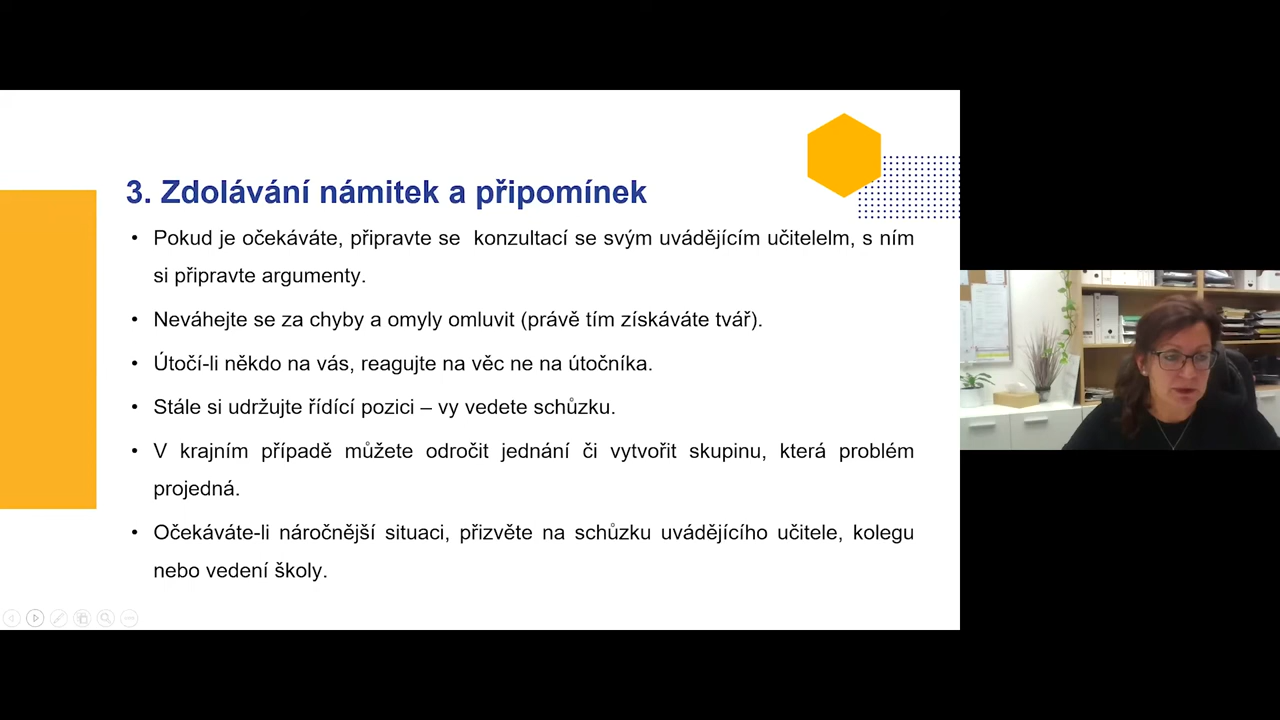 3. Zdolávání námitek a připomínek
• Pokud je očekáváte, připravte se  konzultací se svým uvádějícím učitelelm, s ním
si připravte argumenty.
• Neváhejte se za chyby a omyly omluvit (právě tím získáváte tvář).
• Útočí-li někdo na vás, reagujte na věc ne na útočníka.
• Stále si udržujte řídící pozici – vy vedete schůzku.
• V krajním případě můžete odročit jednání či vytvořit skupinu, která problém
projedná.
• Očekáváte-li náročnější situaci, přizvěte na schůzku uvádějícího učitele, kolegu
nebo vedení školy.